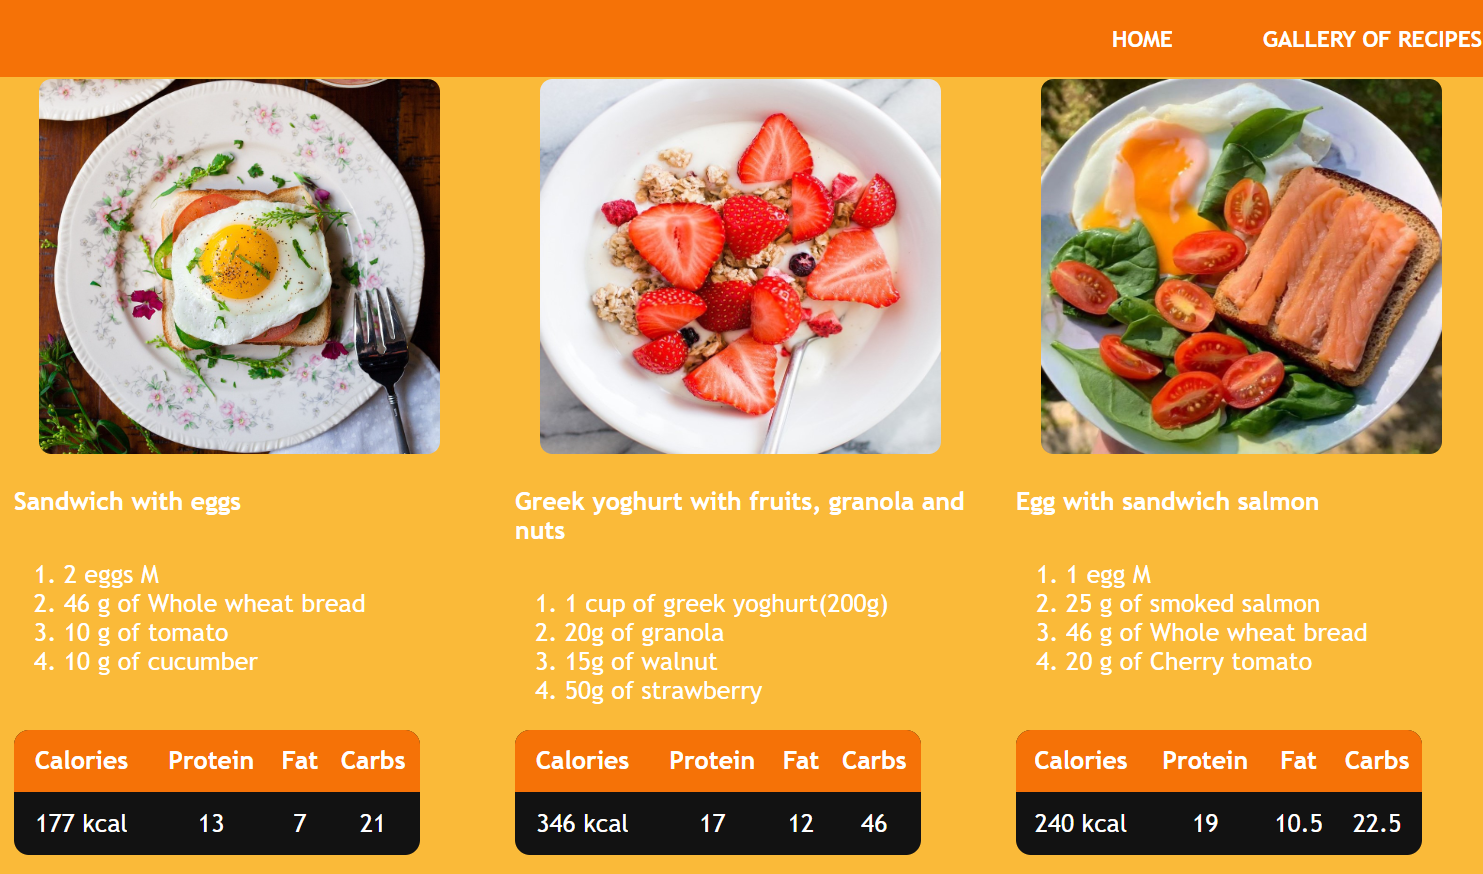 HOME GALLERY OF RECIPES
Sandwich with eggs
1. 2 eggs M
2. 46 g of Whole wheat bread
3. 10 g of tomato
4. 10 g of cucumber
Calories Protein Fat Carbs
177 kcal 13 7 21
Greek yoghurt with fruits, granola and
nuts
1. 1 cup of greek yoghurt(200g)
2. 20g of granola
3. 15g of walnut
4. 50g of strawberry
Calories Protein Fat Carbs
346 kcal 17 12 46
Egg with sandwich salmon
1. 1 egg M
2. 25 g of smoked salmon
3. 46 g of Whole wheat bread
4. 20 g of Cherry tomato
Calories Protein Fat Carbs
240 kcal 19 10.5 22.5